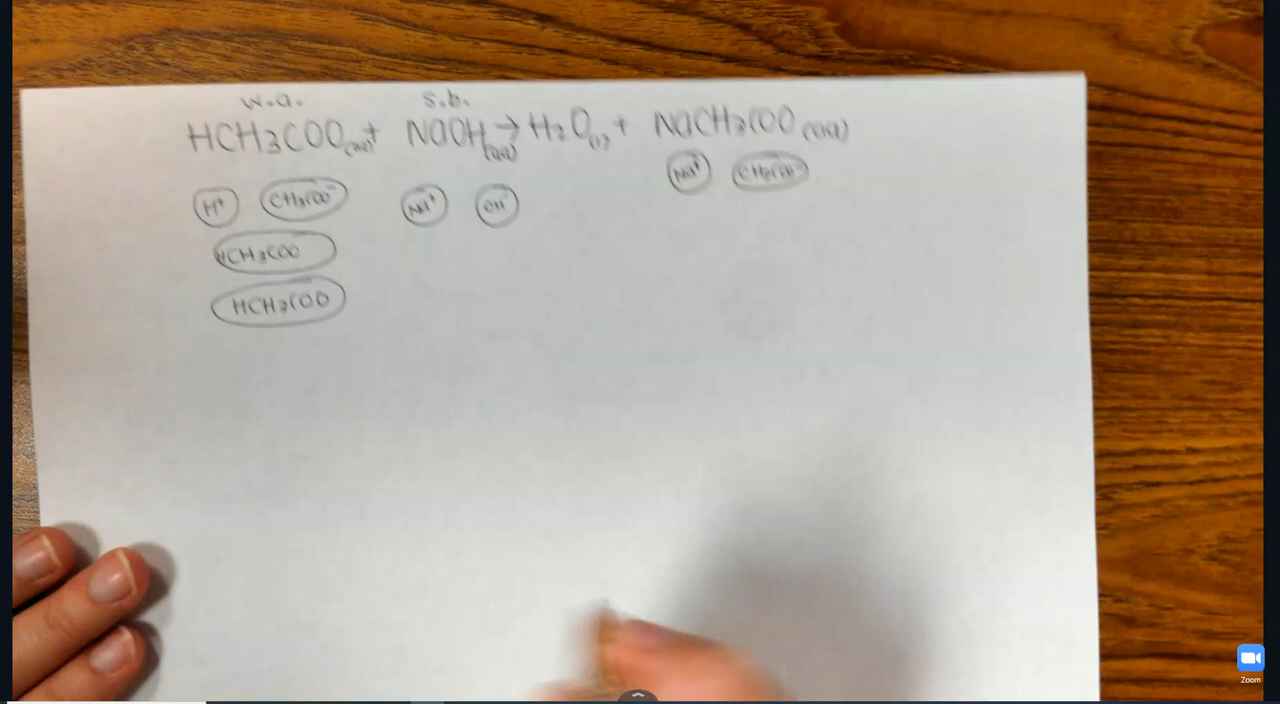 w.a. s.b.
HCH₃COO(aq) + NaOH(aq) → H₂O(l) + NaCH₃COO(aq)
Na⁺ CH₃COO⁻
H⁺ CH₃COO⁻ Na⁺ OH⁻
HCH₃COO
HCH₃COO
Zoom